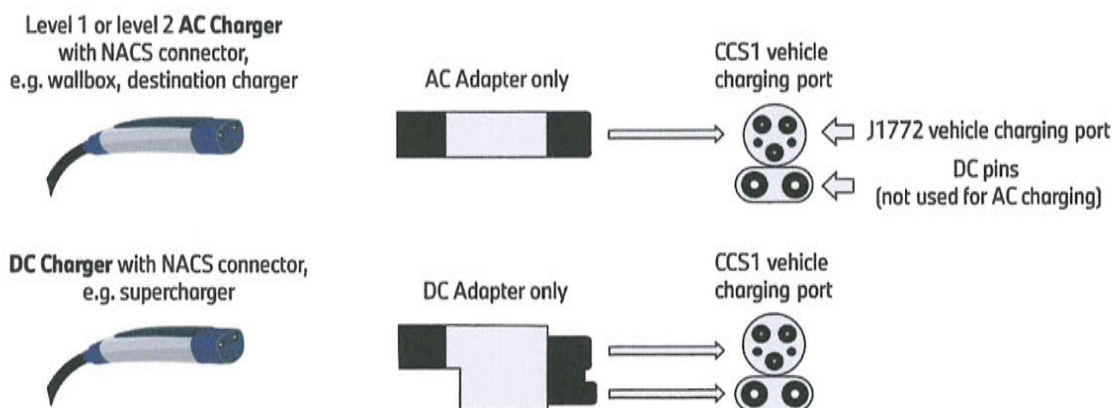 Level 1 or level 2 AC Charger
with NACS connector,
e.g. wallbox, destination charger
AC Adapter only
CCS1 vehicle
charging port
J1772 vehicle charging port
DC pins
(not used for AC charging)
DC Charger with NACS connector,
e.g. supercharger
DC Adapter only
CCS1 vehicle
charging port